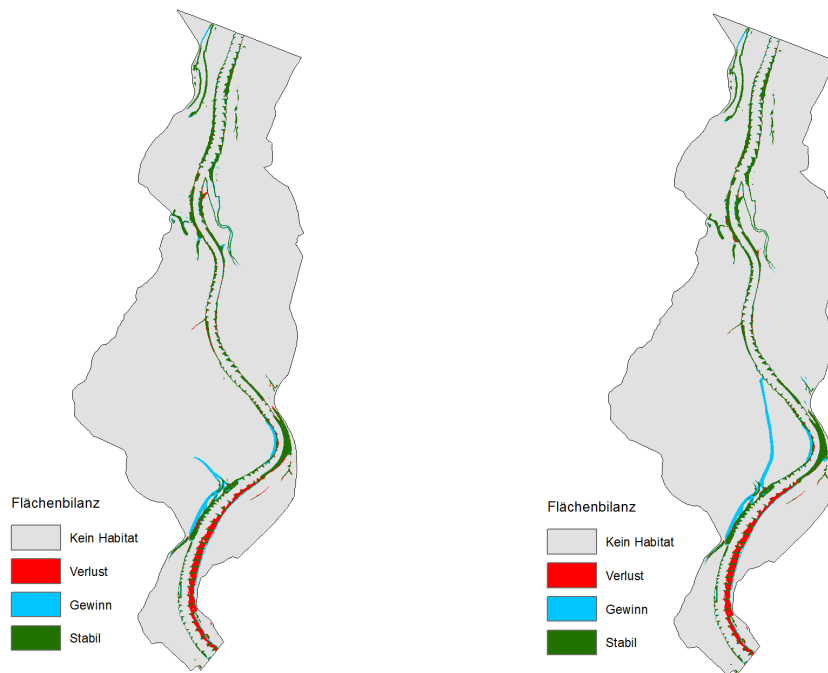 Flächenbilanz
Kein Habitat
Verlust
Gewinn
Stabil
Flächenbilanz
Kein Habitat
Verlust
Gewinn
Stabil